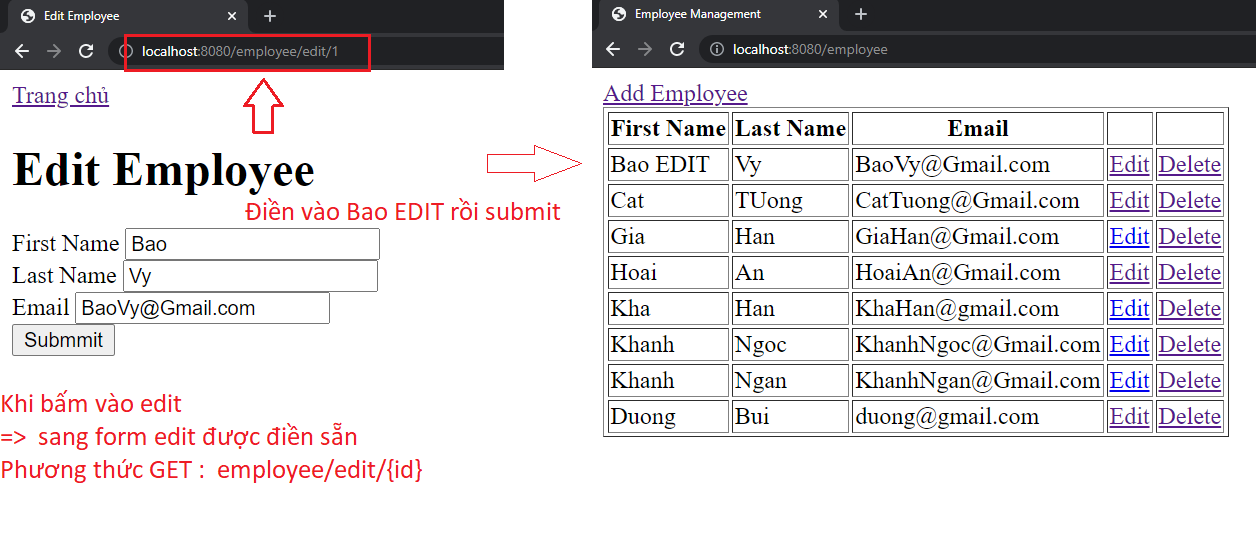 Edit Employee
localhost:8080/employee/edit/1
Trang chủ
Edit Employee
Điền vào Bao EDIT rồi submit
First Name Bao
Last Name Vy
Email BaoVy@Gmail.com
Submmit
Khi bấm vào edit
=> sang form edit được điền sẵn
Phương thức GET : employee/edit/{id}
Employee Management
localhost:8080/employee
Add Employee
First Name Last Name Email
Bao EDIT Vy BaoVy@Gmail.com Edit Delete
Cat TUong CatTuong@Gmail.com Edit Delete
Gia Han GiaHan@Gmail.com Edit Delete
Hoai An HoaiAn@Gmail.com Edit Delete
Kha Han KhaHan@gmail.com Edit Delete
Khanh Ngoc KhanhNgoc@Gmail.com Edit Delete
Khanh Ngan KhanhNgan@Gmail.com Edit Delete
Duong Bui duong@gmail.com Edit Delete